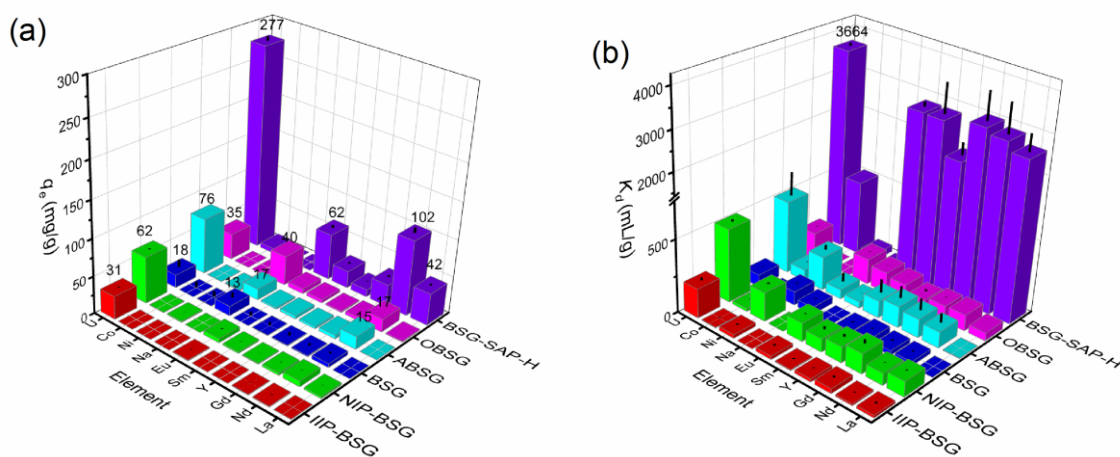 (a)
277
300
250
200
150
100
50
0
qe (mg/g)
31
62
18
76
35
13
17
40
62
15
17
102
42
U
Co
Ni
Na
Eu
Sm
Y
Gd
Nd
La
Element
IIP-BSG
NIP-BSG
BSG
ABSG
OBSG
BSG-SAP-H
(b)
3664
4000
3000
2000
500
0
Kd (mL/g)
U
Co
Ni
Na
Eu
Sm
Y
Gd
Nd
La
Element
IIP-BSG
NIP-BSG
BSG
ABSG
OBSG
BSG-SAP-H